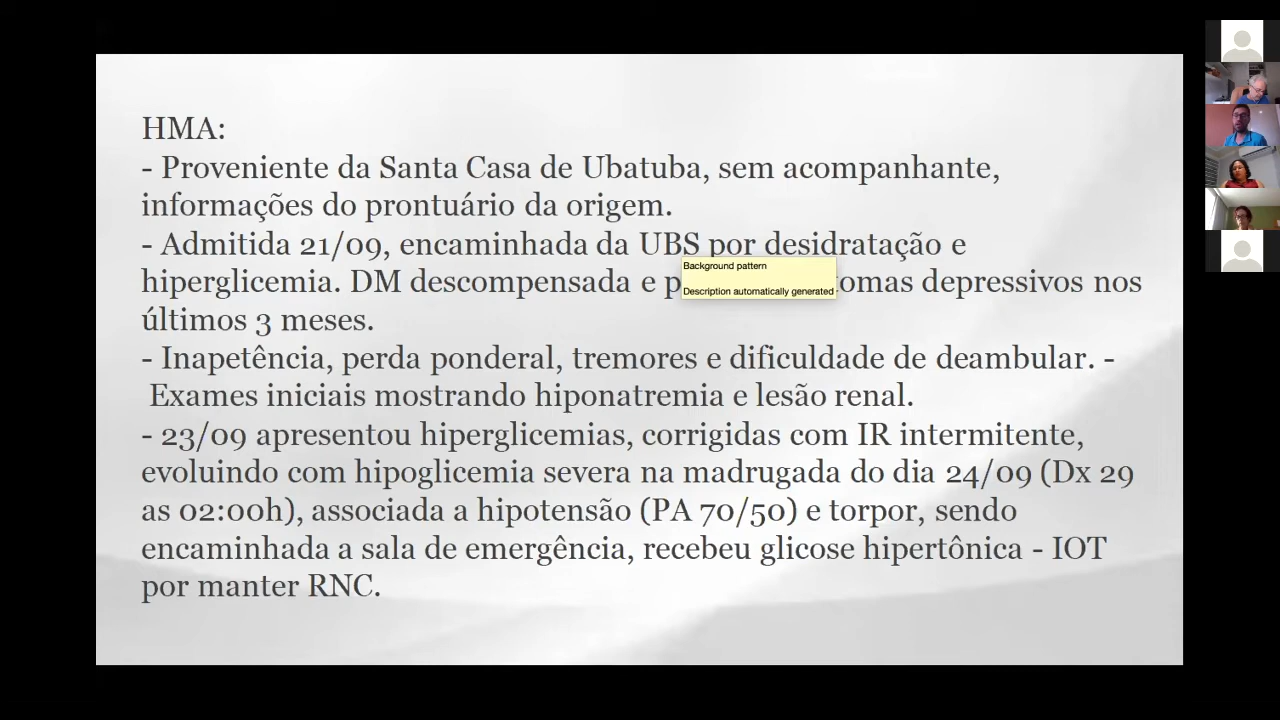 HMA:
- Proveniente da Santa Casa de Ubatuba, sem acompanhante,
informações do prontuário da origem.
- Admitida 21/09, encaminhada da UBS por desidratação e
hiperglicemia. DM descompensada e depressivos nos
Background pattern
Description automatically generated
últimos 3 meses.
- Inapetência, perda ponderal, tremores e dificuldade de deambular. -
Exames iniciais mostrando hiponatremia e lesão renal.
- 23/09 apresentou hiperglicemias, corrigidas com IR intermitente,
evoluindo com hipoglicemia severa na madrugada do dia 24/09 (Dx 29
as 02:00h), associada a hipotensão (PA 70/50) e torpor, sendo
encaminhada a sala de emergência, recebeu glicose hipertônica - IOT
por manter RNC.